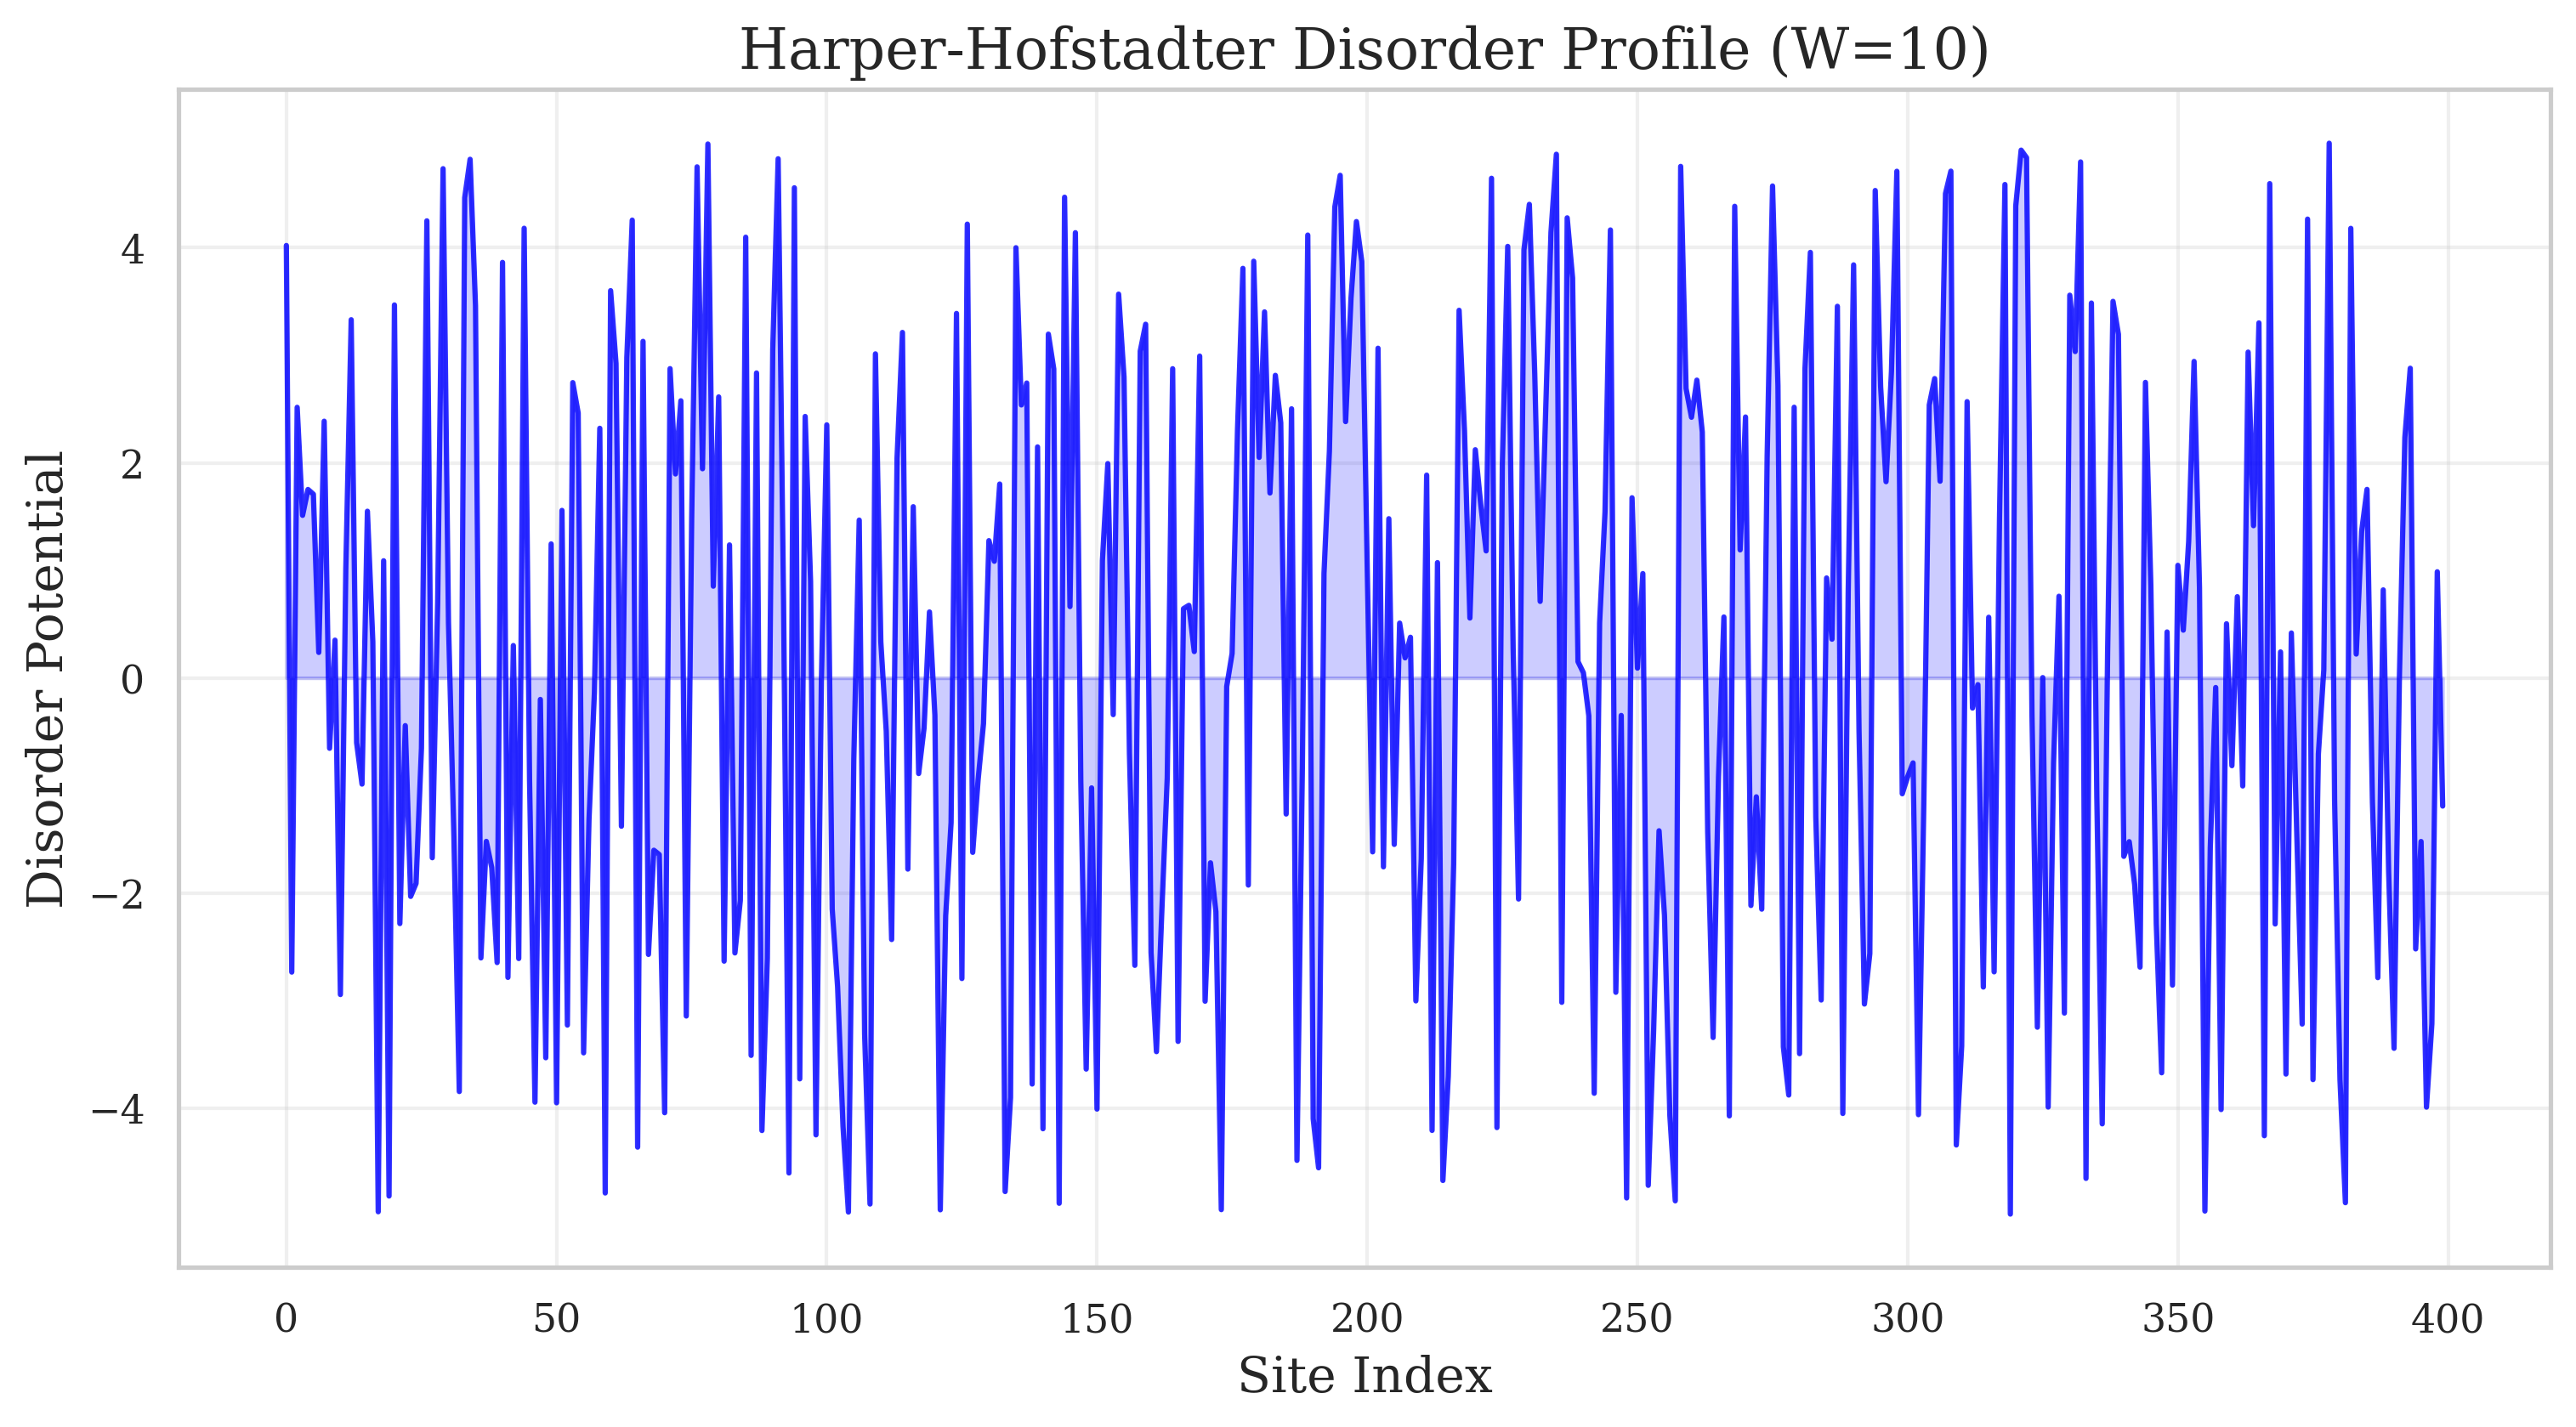 Harper-Hofstadter Disorder Profile (W=10)
Disorder Potential
4
2
0
−2
−4
0 50 100 150 200 250 300 350 400
Site Index